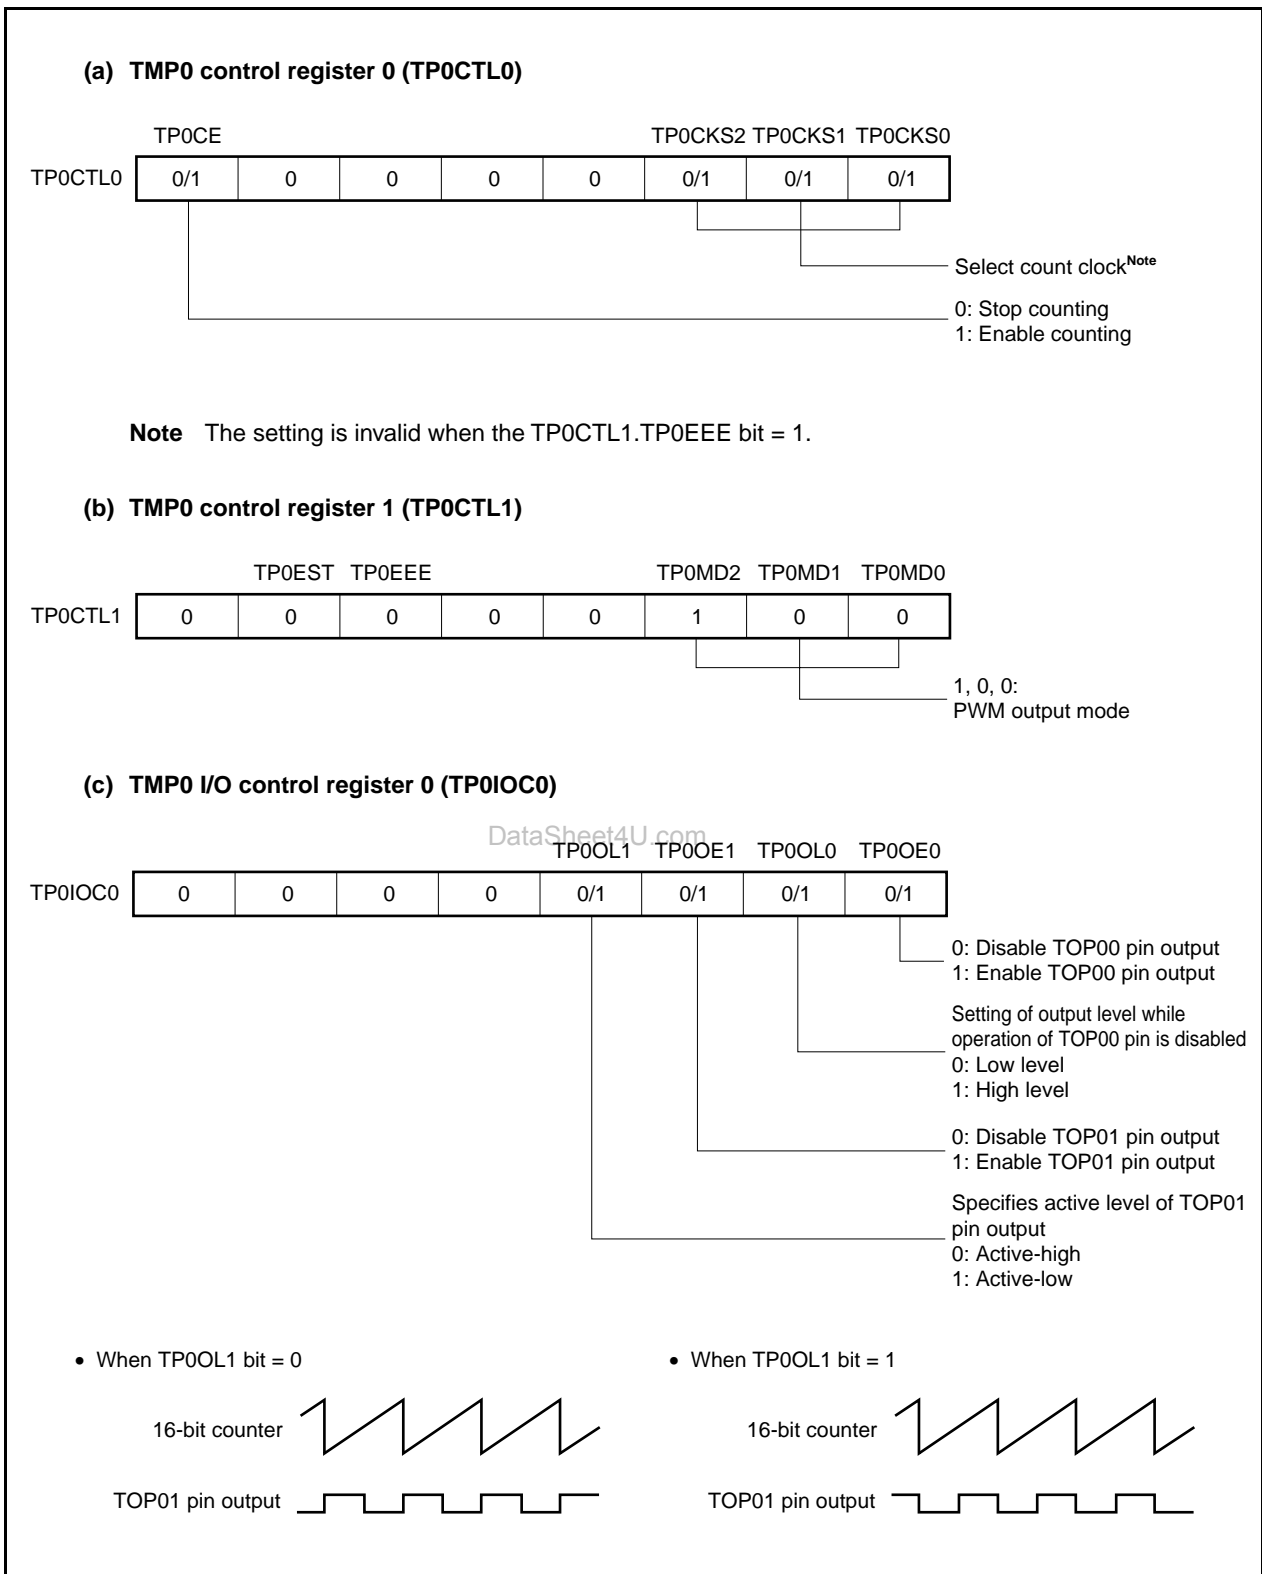 (a) TMP0 control register 0 (TP0CTL0)
TP0CE TP0CKS2 TP0CKS1 TP0CKS0
TP0CTL0 0/1 0 0 0 0 0/1 0/1 0/1
Select count clockNote
0: Stop counting
1: Enable counting
Note The setting is invalid when the TP0CTL1.TP0EEE bit = 1.
(b) TMP0 control register 1 (TP0CTL1)
TP0EST TP0EEE TP0MD2 TP0MD1 TP0MD0
TP0CTL1 0 0 0 0 0 1 0 0
1, 0, 0:
PWM output mode
(c) TMP0 I/O control register 0 (TP0IOC0)
DataSheet4U.com
TP0OL1 TP0OE1 TP0OL0 TP0OE0
TP0IOC0 0 0 0 0 0/1 0/1 0/1 0/1
0: Disable TOP00 pin output
1: Enable TOP00 pin output
Setting of output level while
operation of TOP00 pin is disabled
0: Low level
1: High level
0: Disable TOP01 pin output
1: Enable TOP01 pin output
Specifies active level of TOP01
pin output
0: Active-high
1: Active-low
• When TP0OL1 bit = 0
16-bit counter
TOP01 pin output
• When TP0OL1 bit = 1
16-bit counter
TOP01 pin output